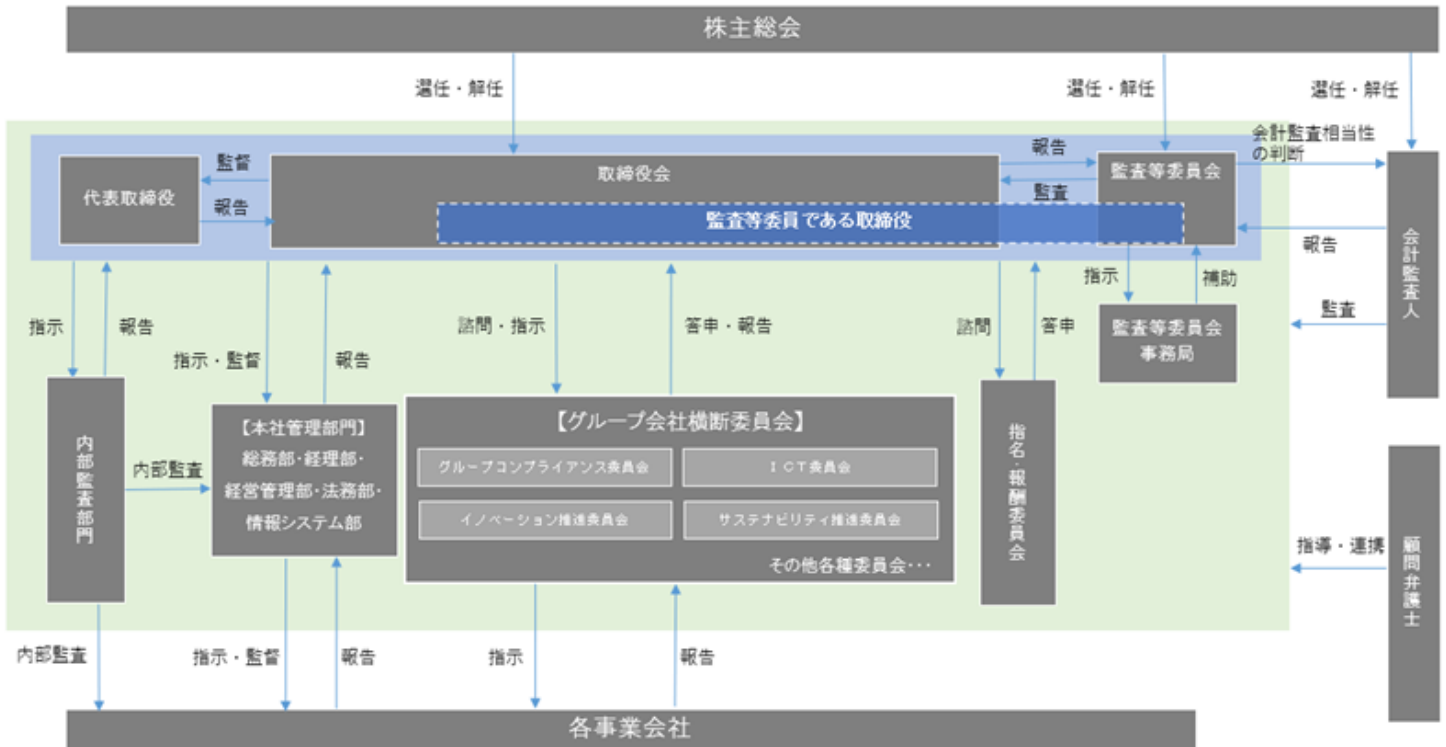 株主総会
選任・解任
選任・解任
選任・解任
会計監査相当性
の判断
代表取締役
監督
報告
取締役会
報告
監査
監査等委員会
監査等委員である取締役
報告
会計監査人
指示
報告
指示・監督
報告
諮問・指示
答申・報告
諮問
答申
指示
補助
監査等委員会
事務局
監査
内部監査部門
内部監査
【本社管理部門】
総務部・経理部・
経営管理部・法務部・
情報システム部
【グループ会社横断委員会】
グループコンプライアンス委員会
ICT委員会
イノベーション推進委員会
サステナビリティ推進委員会
その他各種委員会・・・
指名・報酬委員会
指導・連携
顧問弁護士
内部監査
指示・監督
報告
指示
報告
各事業会社